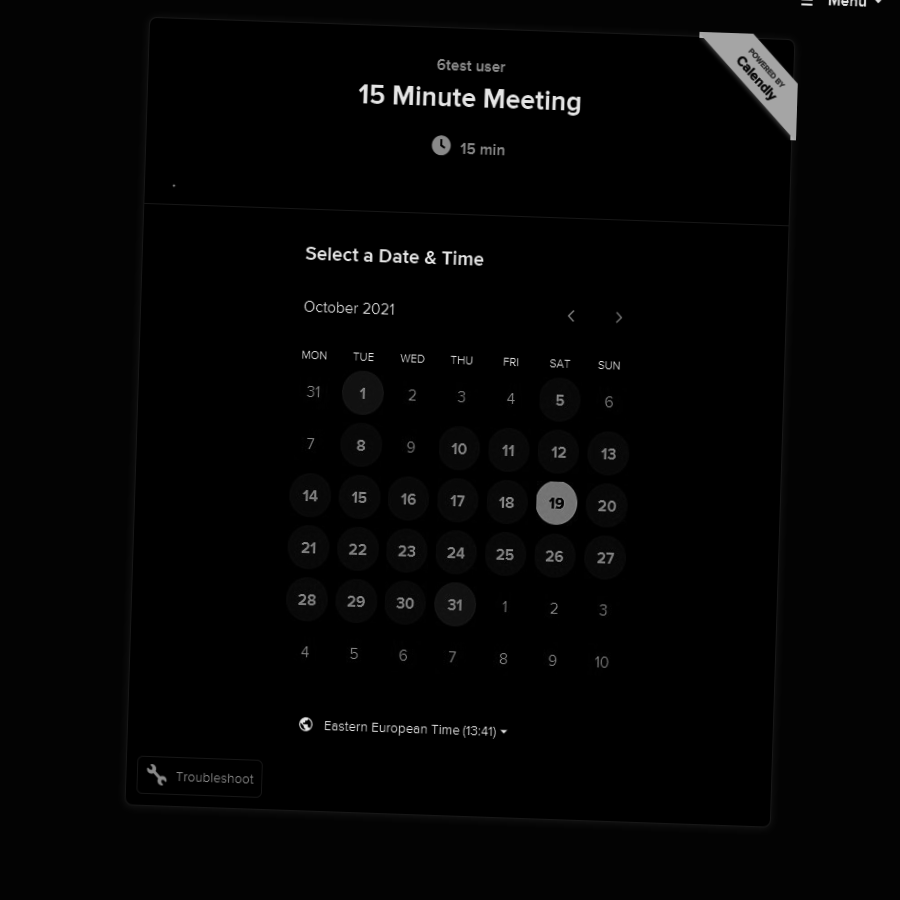 Menu
6test user
15 Minute Meeting
15 min
POWERED BY
Calendly
Select a Date & Time
October 2021
MON TUE WED THU FRI SAT SUN
31 1 2 3 4 5 6
7 8 9 10 11 12 13
14 15 16 17 18 19 20
21 22 23 24 25 26 27
28 29 30 31 1 2 3
4 5 6 7 8 9 10
Eastern European Time (13:41)
Troubleshoot